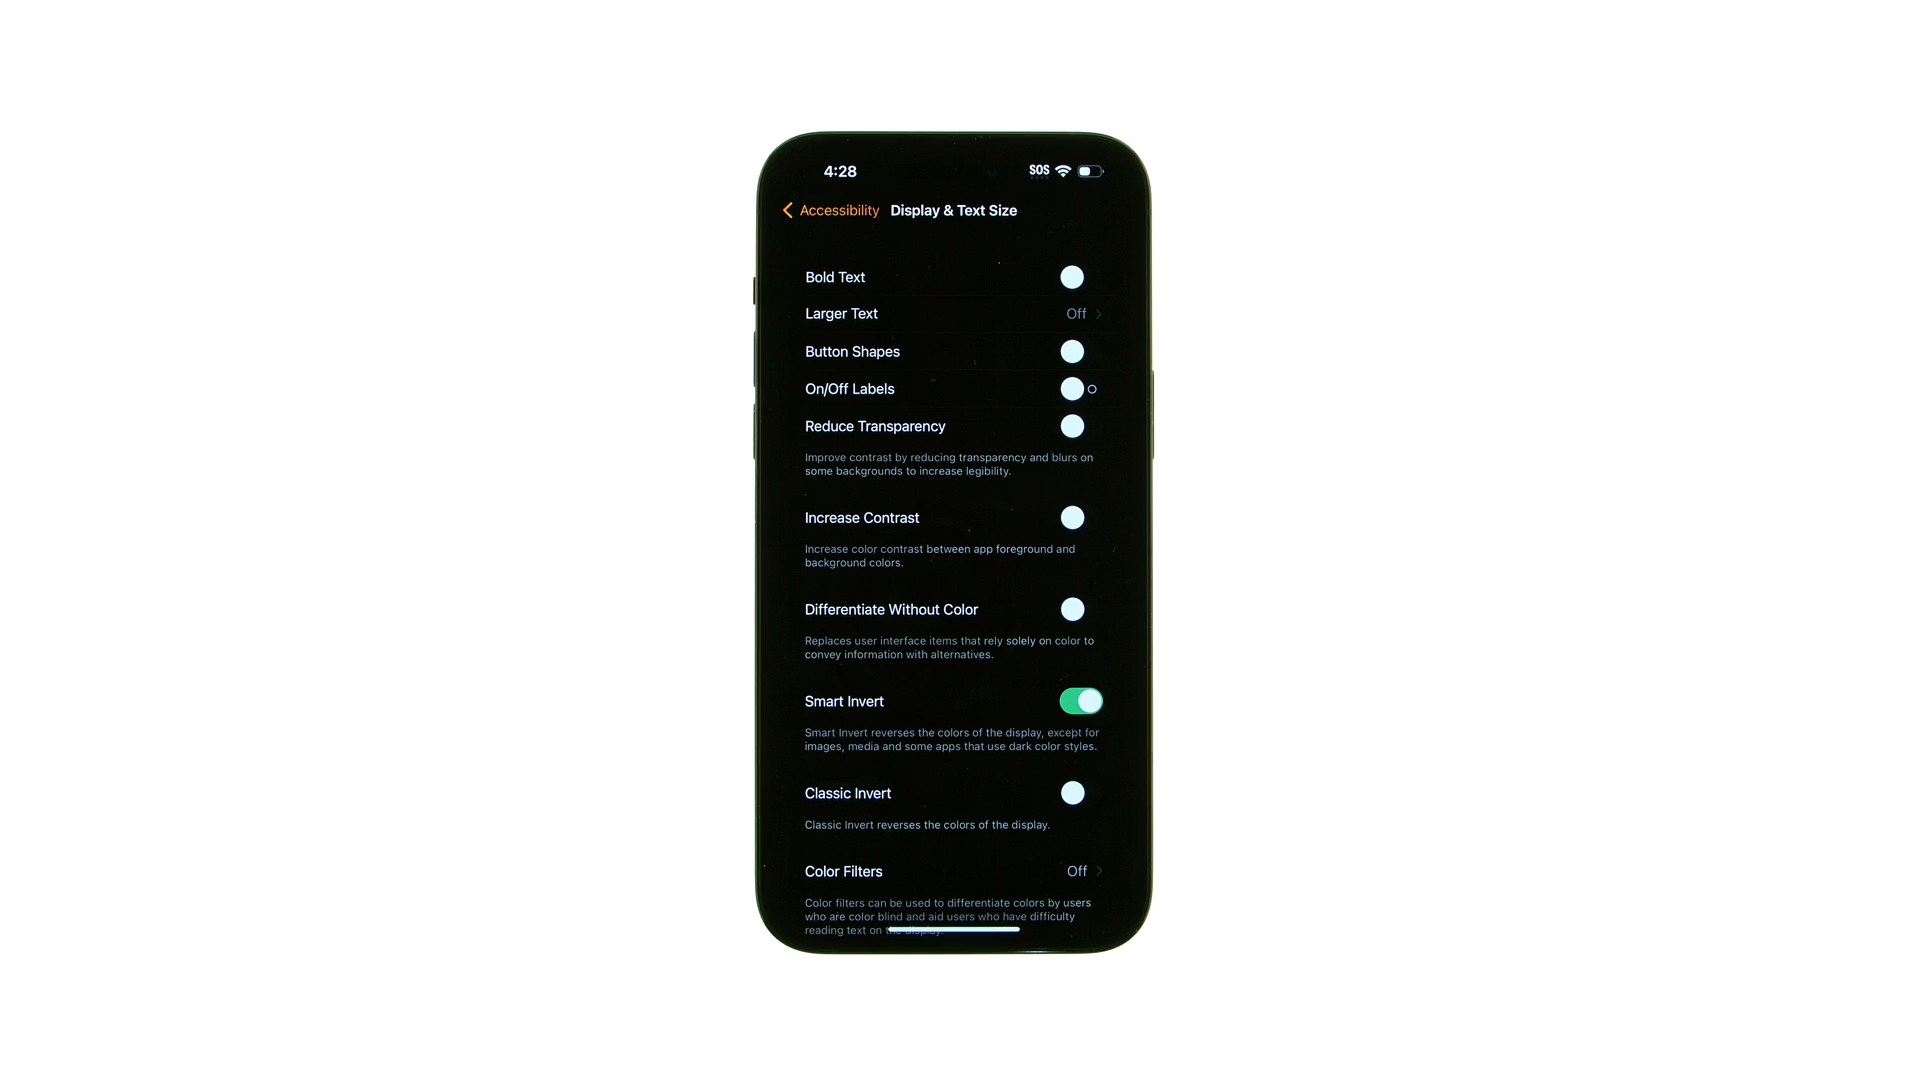 4:28 SOS
Accessibility Display & Text Size
Bold Text
Larger Text Off
Button Shapes
On/Off Labels
Reduce Transparency
Improve contrast by reducing transparency and blurs on
some backgrounds to increase legibility.
Increase Contrast
Increase color contrast between app foreground and
background colors.
Differentiate Without Color
Replaces user interface items that rely solely on color to
convey information with alternatives.
Smart Invert
Smart Invert reverses the colors of the display, except for
images, media and some apps that use dark color styles.
Classic Invert
Classic Invert reverses the colors of the display.
Color Filters Off
Color filters can be used to differentiate colors by users
who are color blind and aid users who have difficulty
reading text on the display.